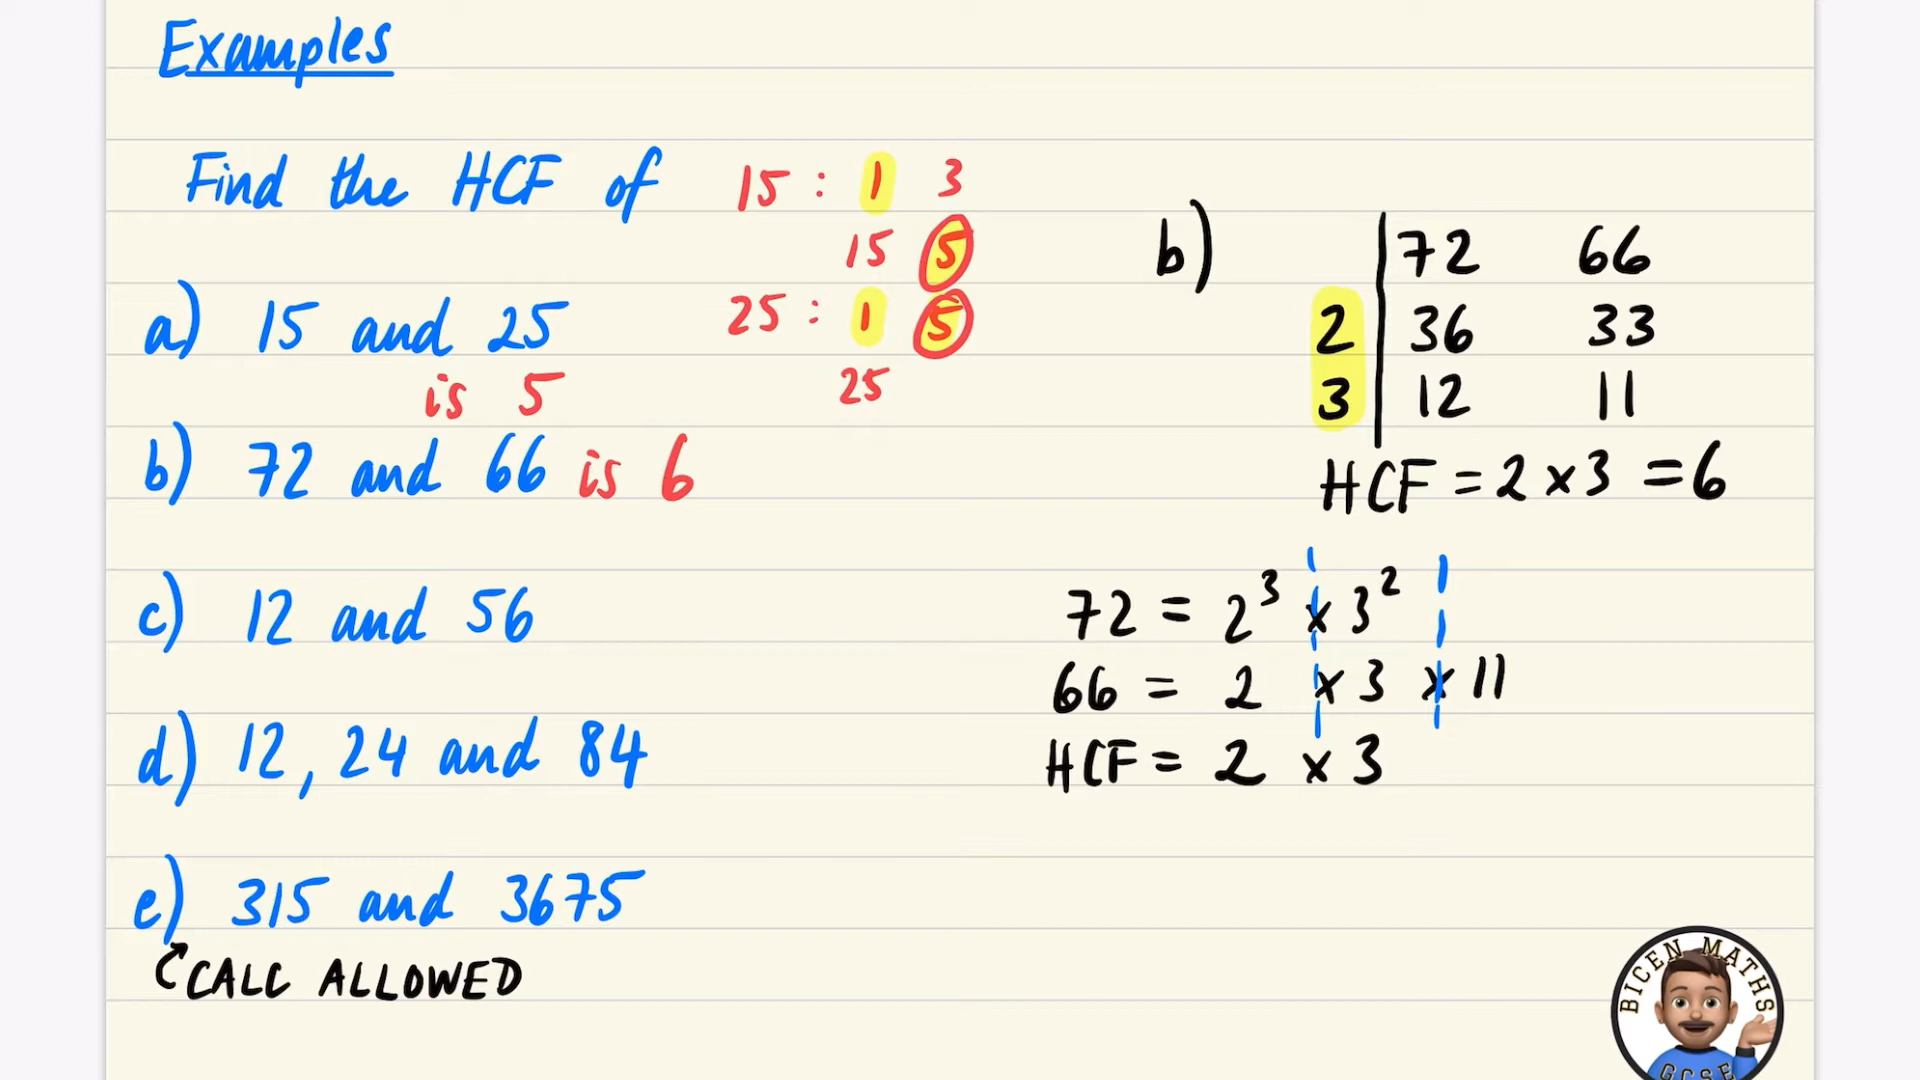 Examples
Find the HCF of
15 : 1 3
15 5
25 : 1 5
25
a) 15 and 25
is 5
b) 72 and 66 is 6
c) 12 and 56
d) 12, 24 and 84
e) 315 and 3675
CALC ALLOWED
b)
72 66
2 36 33
3 12 11
HCF = 2 × 3 = 6
72 = 2³ × 3²
66 = 2 × 3 × 11
HCF = 2 × 3
BICEN MATHS
GCSE